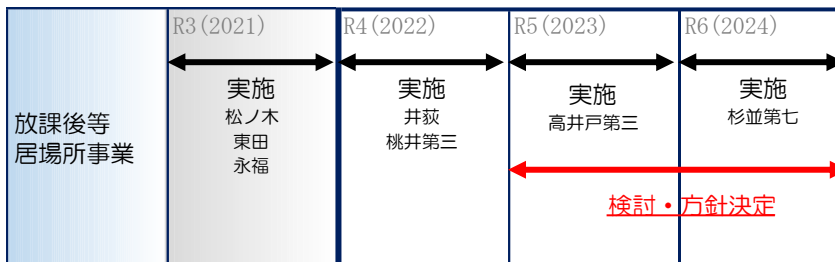 R3(2021)
R4(2022)
R5(2023)
R6(2024)
放課後等
居場所事業
実施
松ノ木
東田
永福
実施
井荻
桃井第三
実施
高井戸第三
実施
杉並第七
検討・方針決定